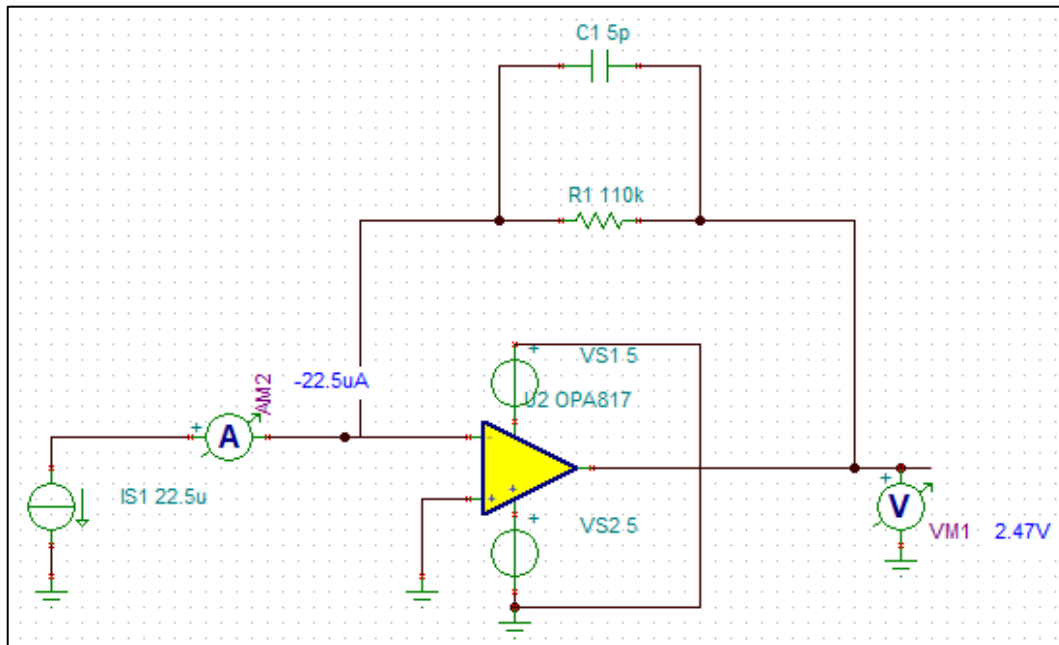 C1 5p
R1 110k
VS1 5
AM2 -22.5uA
U2 OPA817
+
A
-
IS1 22.5u
+
+
VS2 5
+
V
VM1 2.47V
+
+